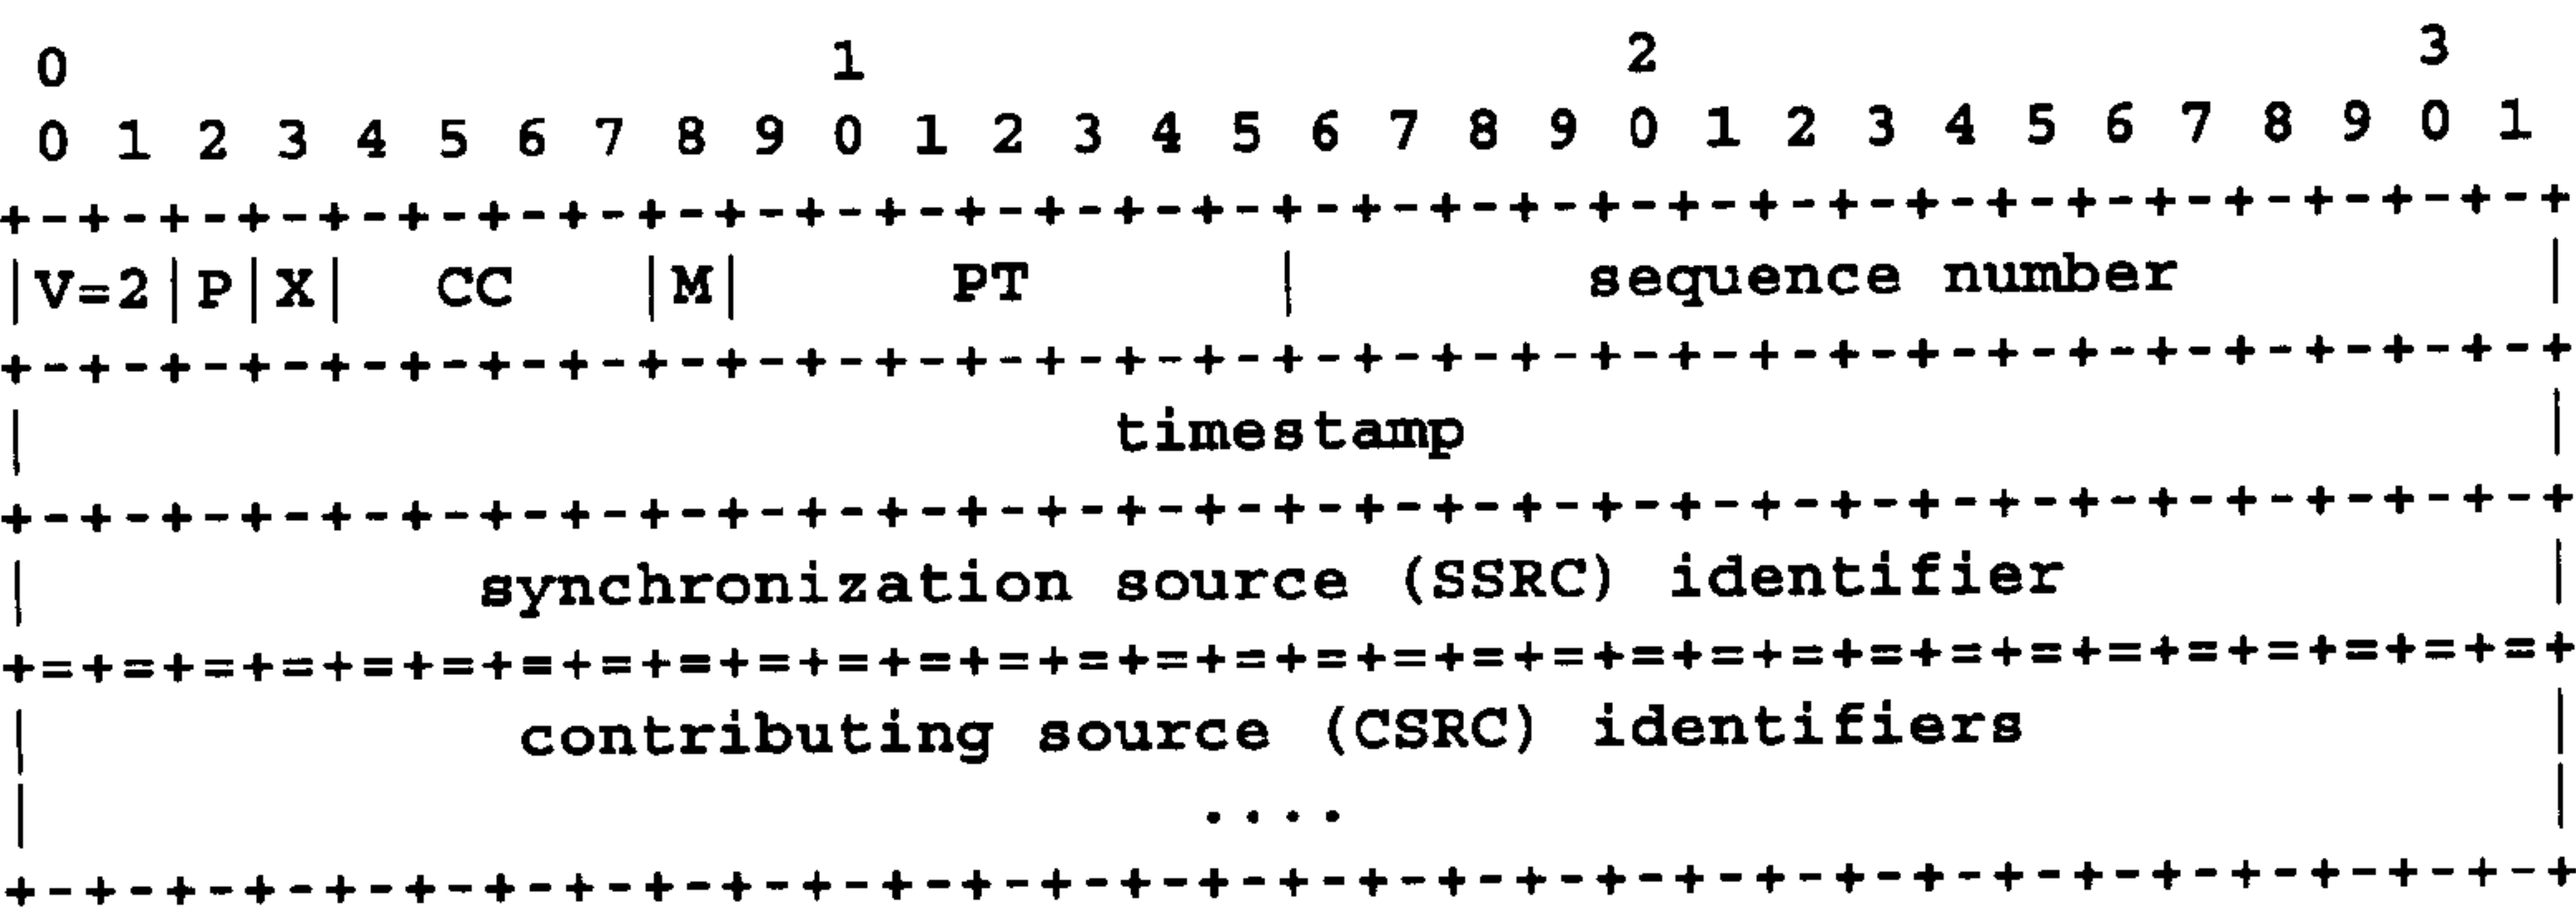 0                   1                   2                   3
 0 1 2 3 4 5 6 7 8 9 0 1 2 3 4 5 6 7 8 9 0 1 2 3 4 5 6 7 8 9 0 1
+-+-+-+-+-+-+-+-+-+-+-+-+-+-+-+-+-+-+-+-+-+-+-+-+-+-+-+-+-+-+-+-+
|V=2|P|X|  CC   |M|     PT      |       sequence number         |
+-+-+-+-+-+-+-+-+-+-+-+-+-+-+-+-+-+-+-+-+-+-+-+-+-+-+-+-+-+-+-+-+
|                           timestamp                           |
+-+-+-+-+-+-+-+-+-+-+-+-+-+-+-+-+-+-+-+-+-+-+-+-+-+-+-+-+-+-+-+-+
|           synchronization source (SSRC) identifier            |
+=+=+=+=+=+=+=+=+=+=+=+=+=+=+=+=+=+=+=+=+=+=+=+=+=+=+=+=+=+=+=+=+
|            contributing source (CSRC) identifiers             |
|                             ....                              |
+-+-+-+-+-+-+-+-+-+-+-+-+-+-+-+-+-+-+-+-+-+-+-+-+-+-+-+-+-+-+-+-+